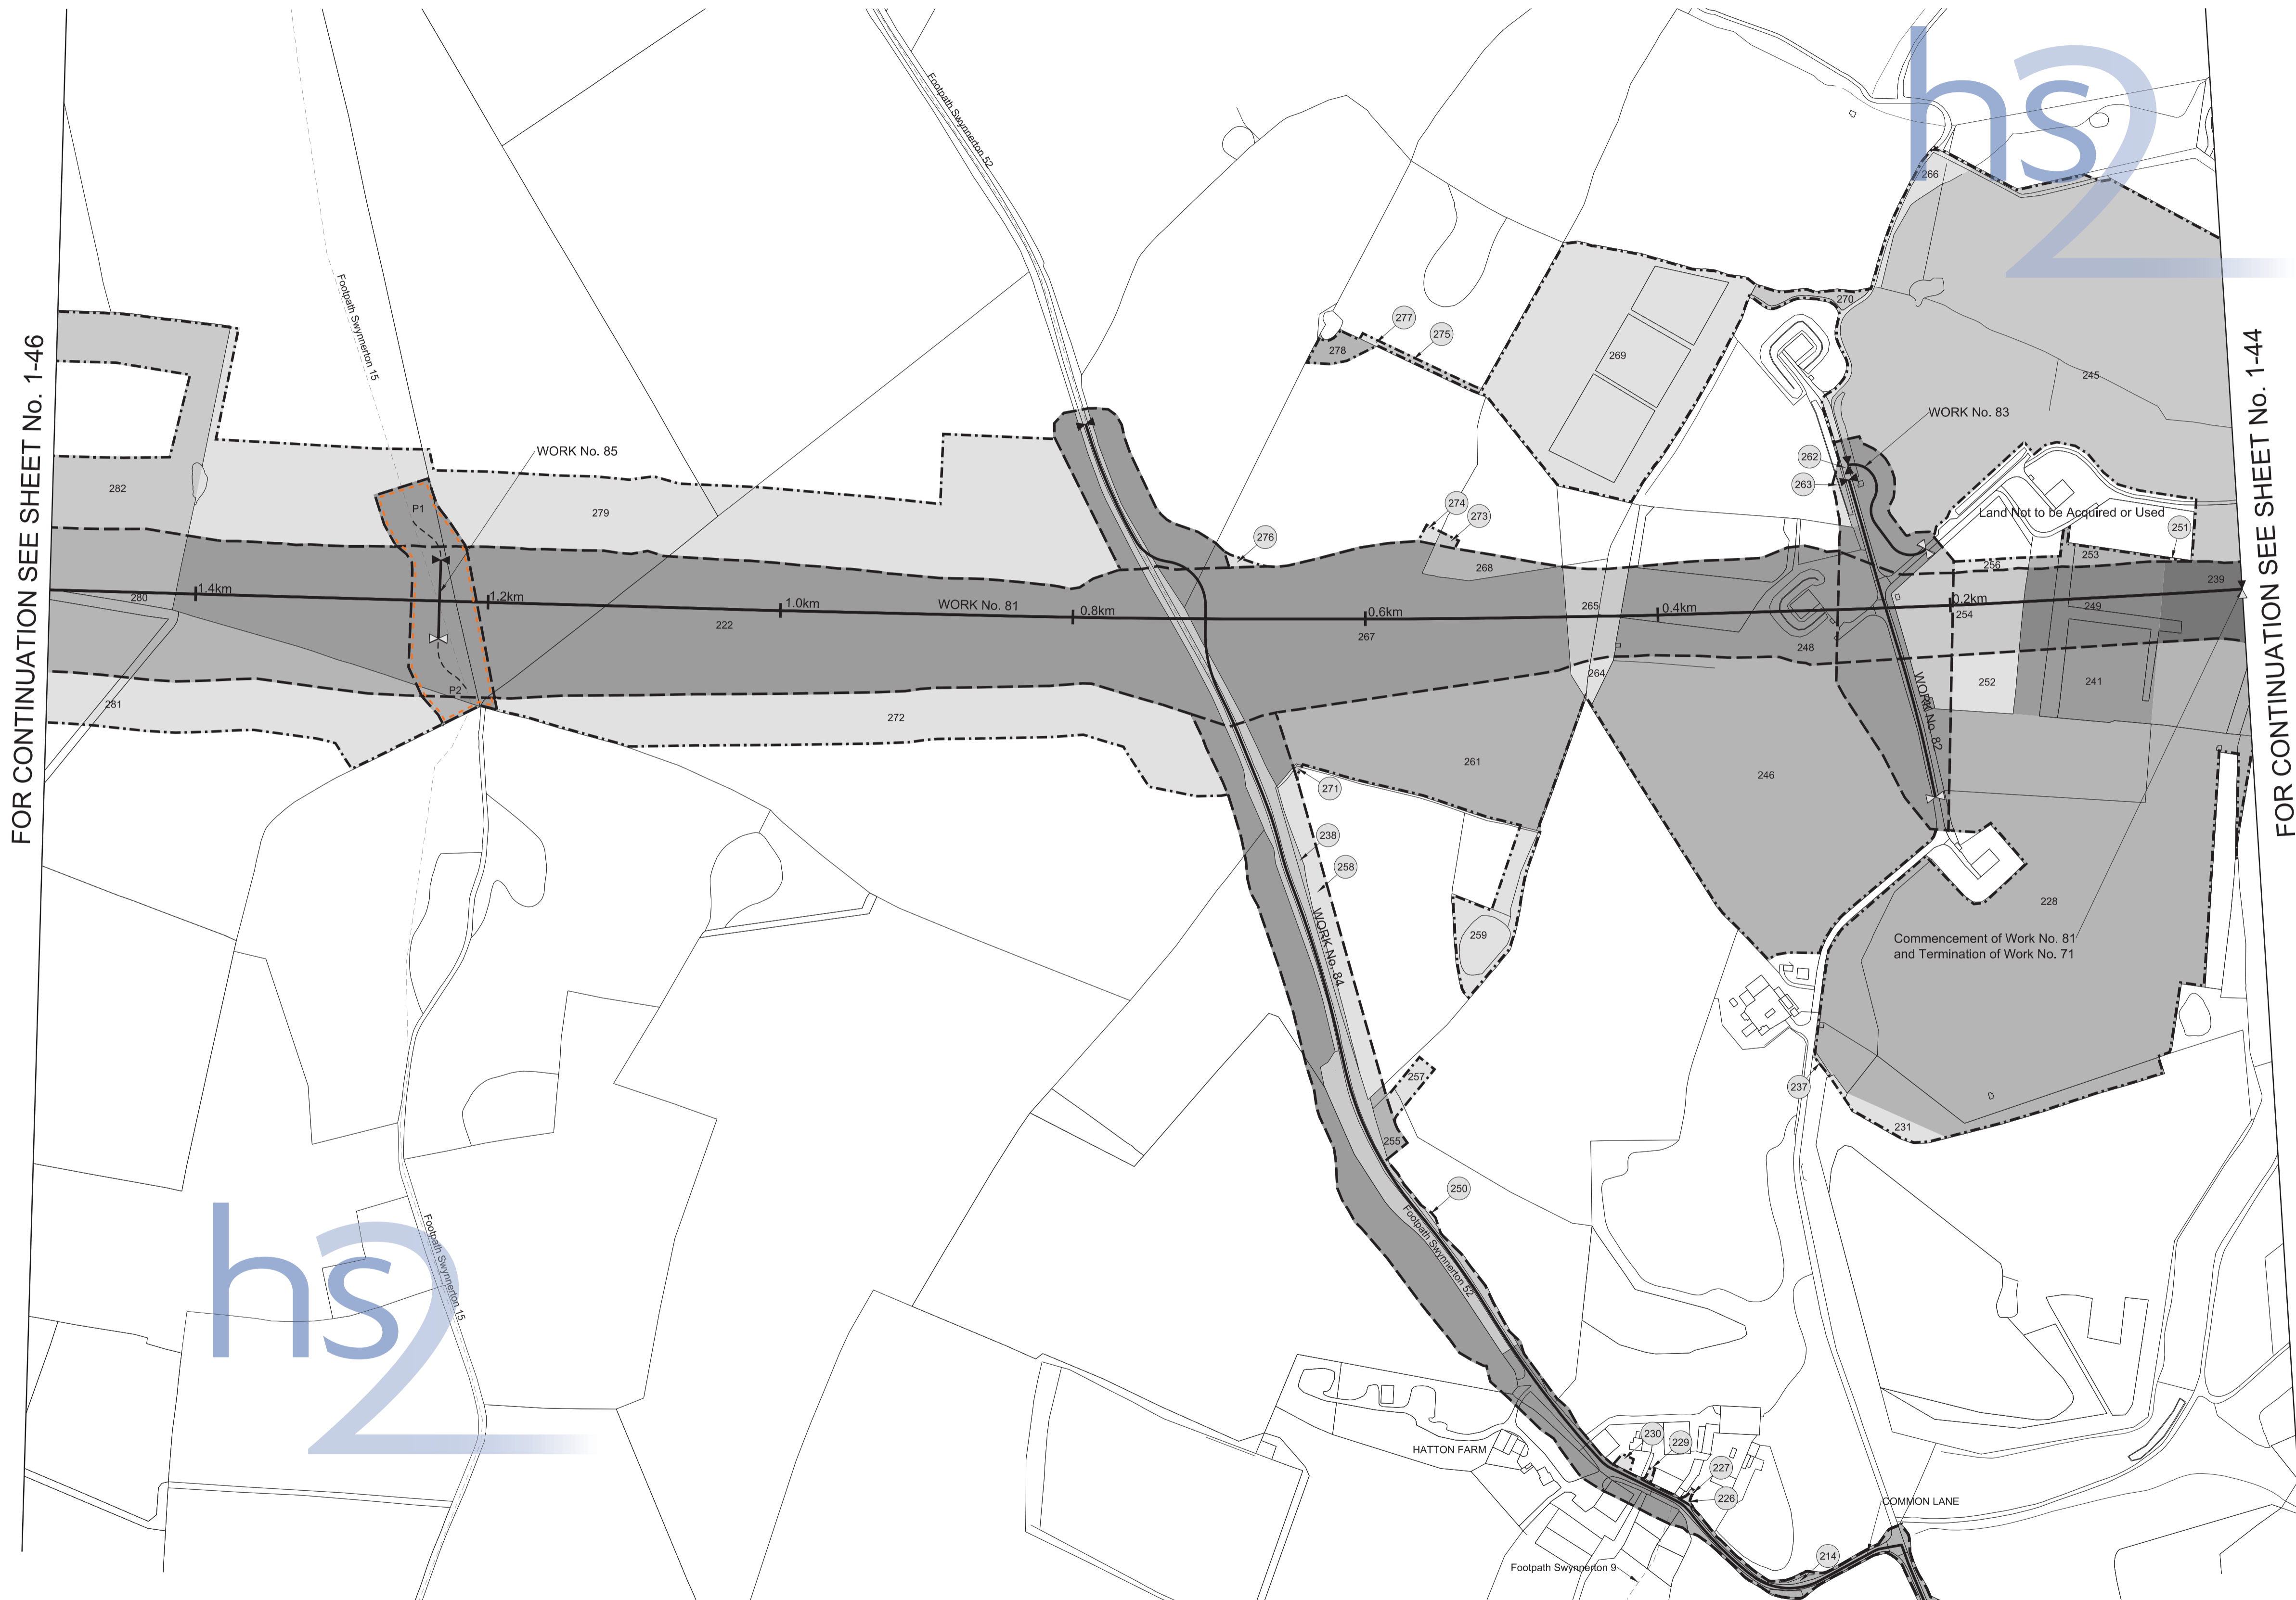 hs2
Footpath Swynnerton 52
266
Footpath Swynnerton 15
270
277
275
278
269
245
FOR CONTINUATION SEE SHEET No. 1-46
FOR CONTINUATION SEE SHEET No. 1-44
WORK No. 83
WORK No. 85
262
263
282
P1
279
274
273
Land Not to be Acquired or Used
251
276
253
268
256
239
280
1.4km
1.2km
1.0km
WORK No. 81
0.8km
0.6km
265
0.4km
0.2km
249
254
222
267
248
264
P2
252
241
281
272
WORK No. 82
261
246
271
238
258
228
259
WORK No. 84
Commencement of Work No. 81
and Termination of Work No. 71
257
237
231
255
250
Footpath Swynnerton 52
Footpath Swynnerton 15
hs2
HATTON FARM
230
229
227
226
COMMON LANE
214
Footpath Swynnerton 9